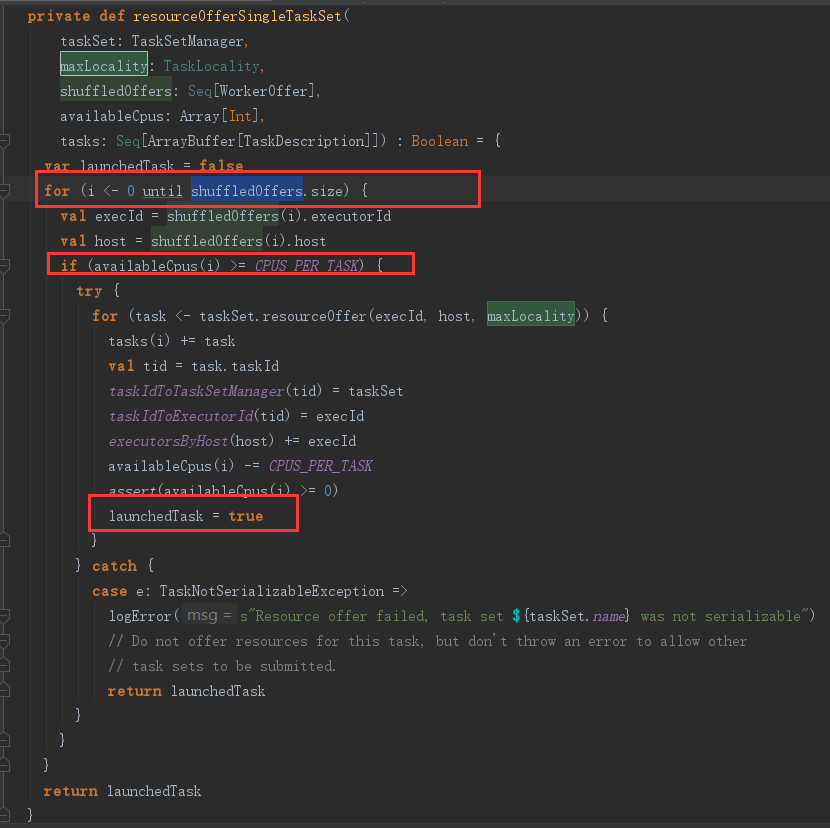 private def resourceOfferSingleTaskSet(
    taskSet: TaskSetManager,
    maxLocality: TaskLocality,
    shuffledOffers: Seq[WorkerOffer],
    availableCpus: Array[Int],
    tasks: Seq[ArrayBuffer[TaskDescription]]) : Boolean = {
  var launchedTask = false
  for (i <- 0 until shuffledOffers.size) {
    val execId = shuffledOffers(i).executorId
    val host = shuffledOffers(i).host
    if (availableCpus(i) >= CPUS_PER_TASK) {
      try {
        for (task <- taskSet.resourceOffer(execId, host, maxLocality)) {
          tasks(i) += task
          val tid = task.taskId
          taskIdToTaskSetManager(tid) = taskSet
          taskIdToExecutorId(tid) = execId
          executorsByHost(host) += execId
          availableCpus(i) -= CPUS_PER_TASK
          assert(availableCpus(i) >= 0)
          launchedTask = true
        }
      } catch {
        case e: TaskNotSerializableException =>
          logError( msg = s"Resource offer failed, task set ${taskSet.name} was not serializable")
          // Do not offer resources for this task, but don't throw an error to allow other
          // task sets to be submitted.
          return launchedTask
      }
    }
  }
  return launchedTask
}